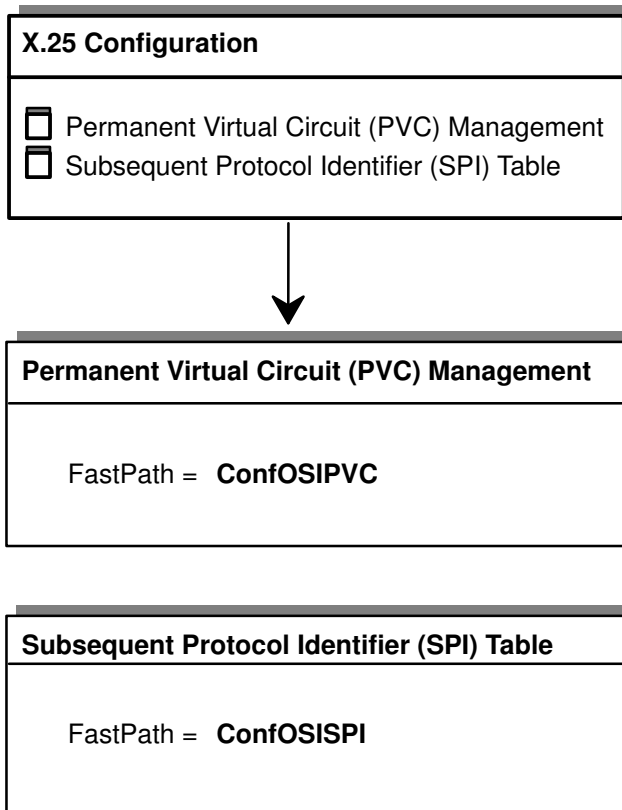 X.25 Configuration
Permanent Virtual Circuit (PVC) Management
Subsequent Protocol Identifier (SPI) Table
Permanent Virtual Circuit (PVC) Management
FastPath = ConfOSIPVC
Subsequent Protocol Identifier (SPI) Table
FastPath = ConfOSISPI